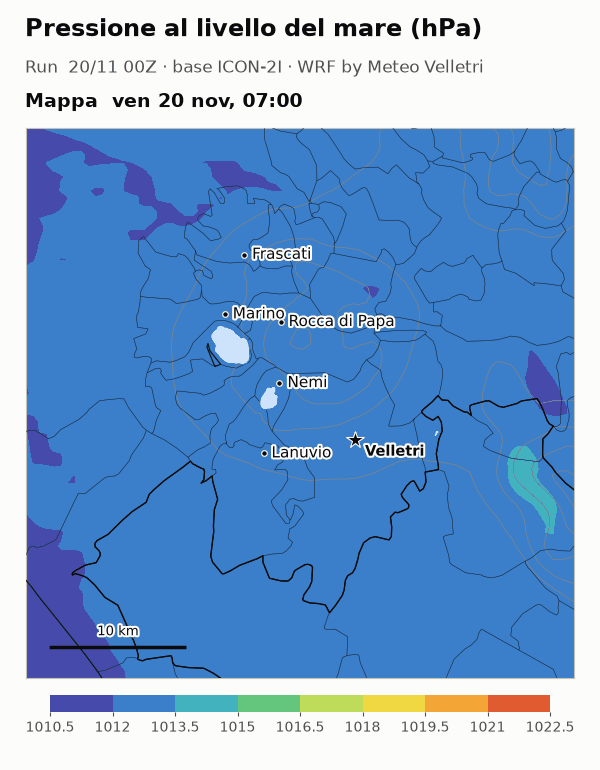 Pressione al livello del mare (hPa)
Run  20/11 00Z · base ICON-2I · WRF by Meteo Velletri
Mappa  ven 20 nov, 07:00
Frascati
Marino
Rocca di Papa
Nemi
Velletri
Lanuvio
10 km
1010.5 1012 1013.5 1015 1016.5 1018 1019.5 1021 1022.5